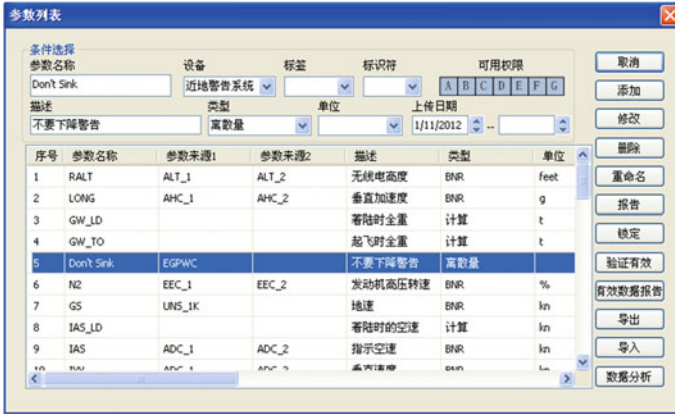 参数列表
条件选择
参数名称 设备 标签 标识符 可用权限
Don't Sink 近地警告系统 A B C D E F G
描述 类型 单位 上传日期
不要下降警告 离散量 1/11/2012 --
序号 参数名称 参数来源1 参数来源2 描述 类型 单位
1 RALT ALT_1 ALT_2 无线电高度 BNR feet
2 LONG AHC_1 AHC_2 垂直加速度 BNR g
3 GW_LD 着陆时全重 计算 t
4 GW_TO 起飞时全重 计算 t
5 Don't Sink EGPWC 不要下降警告 离散量
6 N2 EEC_1 EEC_2 发动机高压转速 BNR %
7 GS UNS_1K 地速 BNR kn
8 IAS_LD 着陆时的空速 计算 kn
9 IAS ADC_1 ADC_2 指示空速 BNR kn
10 IVV ADC_1 ADC_2 垂直速度 BNR
取消
添加
修改
删除
重命名
报告
锁定
验证有效
有效数据报告
导出
导入
数据分析